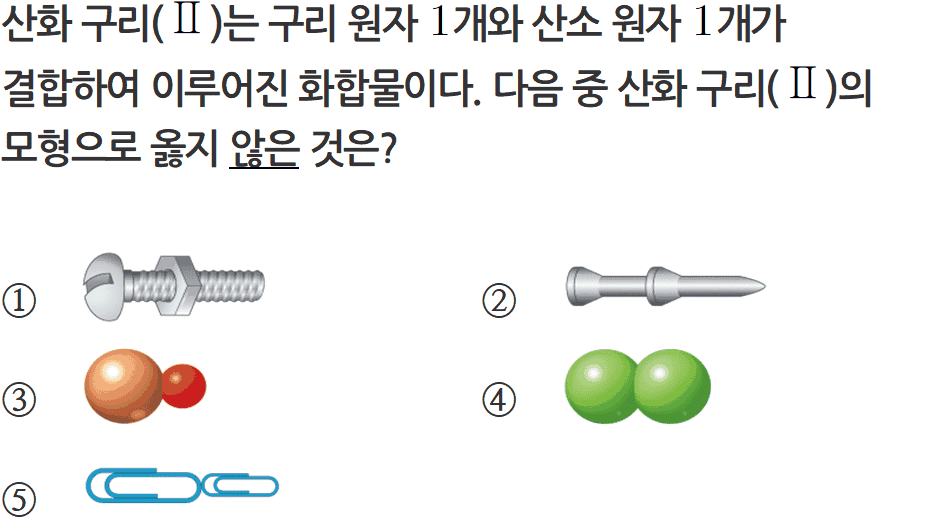 산화 구리(Ⅱ)는 구리 원자 1개와 산소 원자 1개가
결합하여 이루어진 화합물이다. 다음 중 산화 구리(Ⅱ)의
모형으로 옳지 않은 것은?
① ②
③ ④
⑤